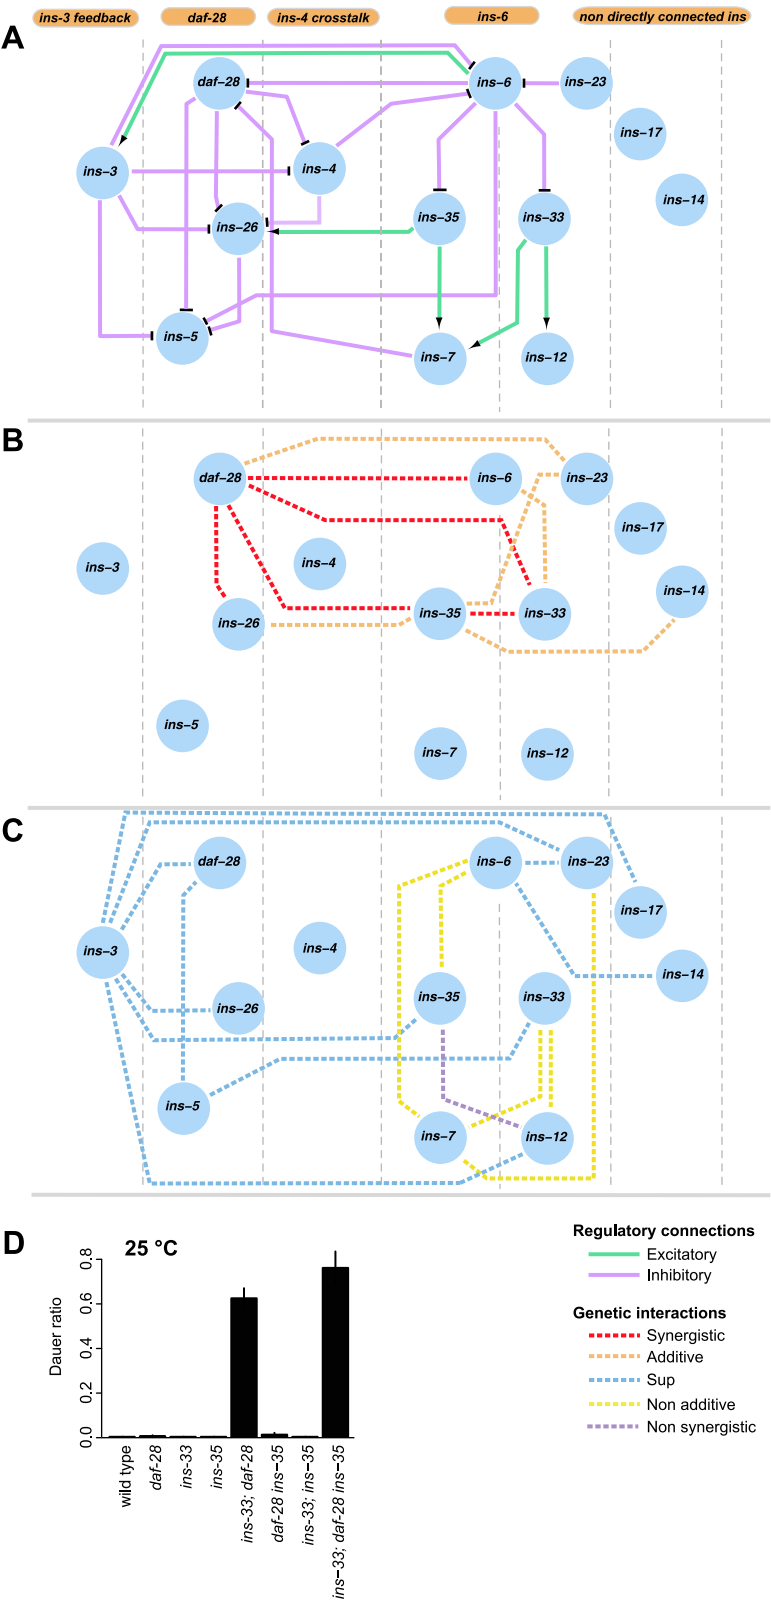 ins-3 feedback
daf-28
ins-4 crosstalk
ins-6
non directly connected ins
A
daf-28
ins-6
ins-23
ins-17
ins-3
ins-4
ins-14
ins-26
ins-35
ins-33
ins-5
ins-7
ins-12
B
daf-28
ins-6
ins-23
ins-17
ins-3
ins-4
ins-14
ins-26
ins-35
ins-33
ins-5
ins-7
ins-12
C
daf-28
ins-6
ins-23
ins-17
ins-3
ins-4
ins-14
ins-26
ins-35
ins-33
ins-5
ins-7
ins-12
D
25 °C
Dauer ratio
0.8
0.6
0.4
0.2
0.0
wild type
daf-28
ins-33
ins-35
ins-33; daf-28
daf-28 ins-35
ins-33; ins-35
ins-33; daf-28 ins-35
Regulatory connections
Excitatory
Inhibitory
Genetic interactions
Synergistic
Additive
Sup
Non additive
Non synergistic